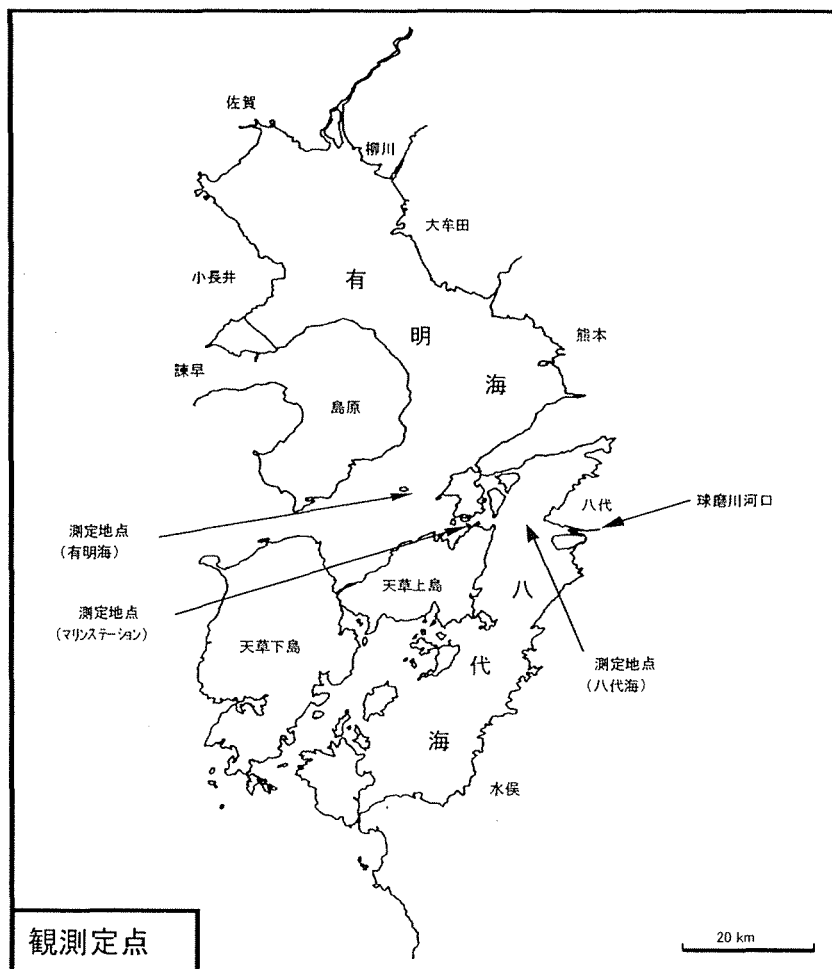 佐賀
柳川
大牟田
小長井
有
明
海
熊本
諫早
島原
八代
球磨川河口
測定地点
(有明海)
天草上島
八
測定地点
(マリンステーション)
天草下島
代
測定地点
(八代海)
海
水俣
観測定点
20 km